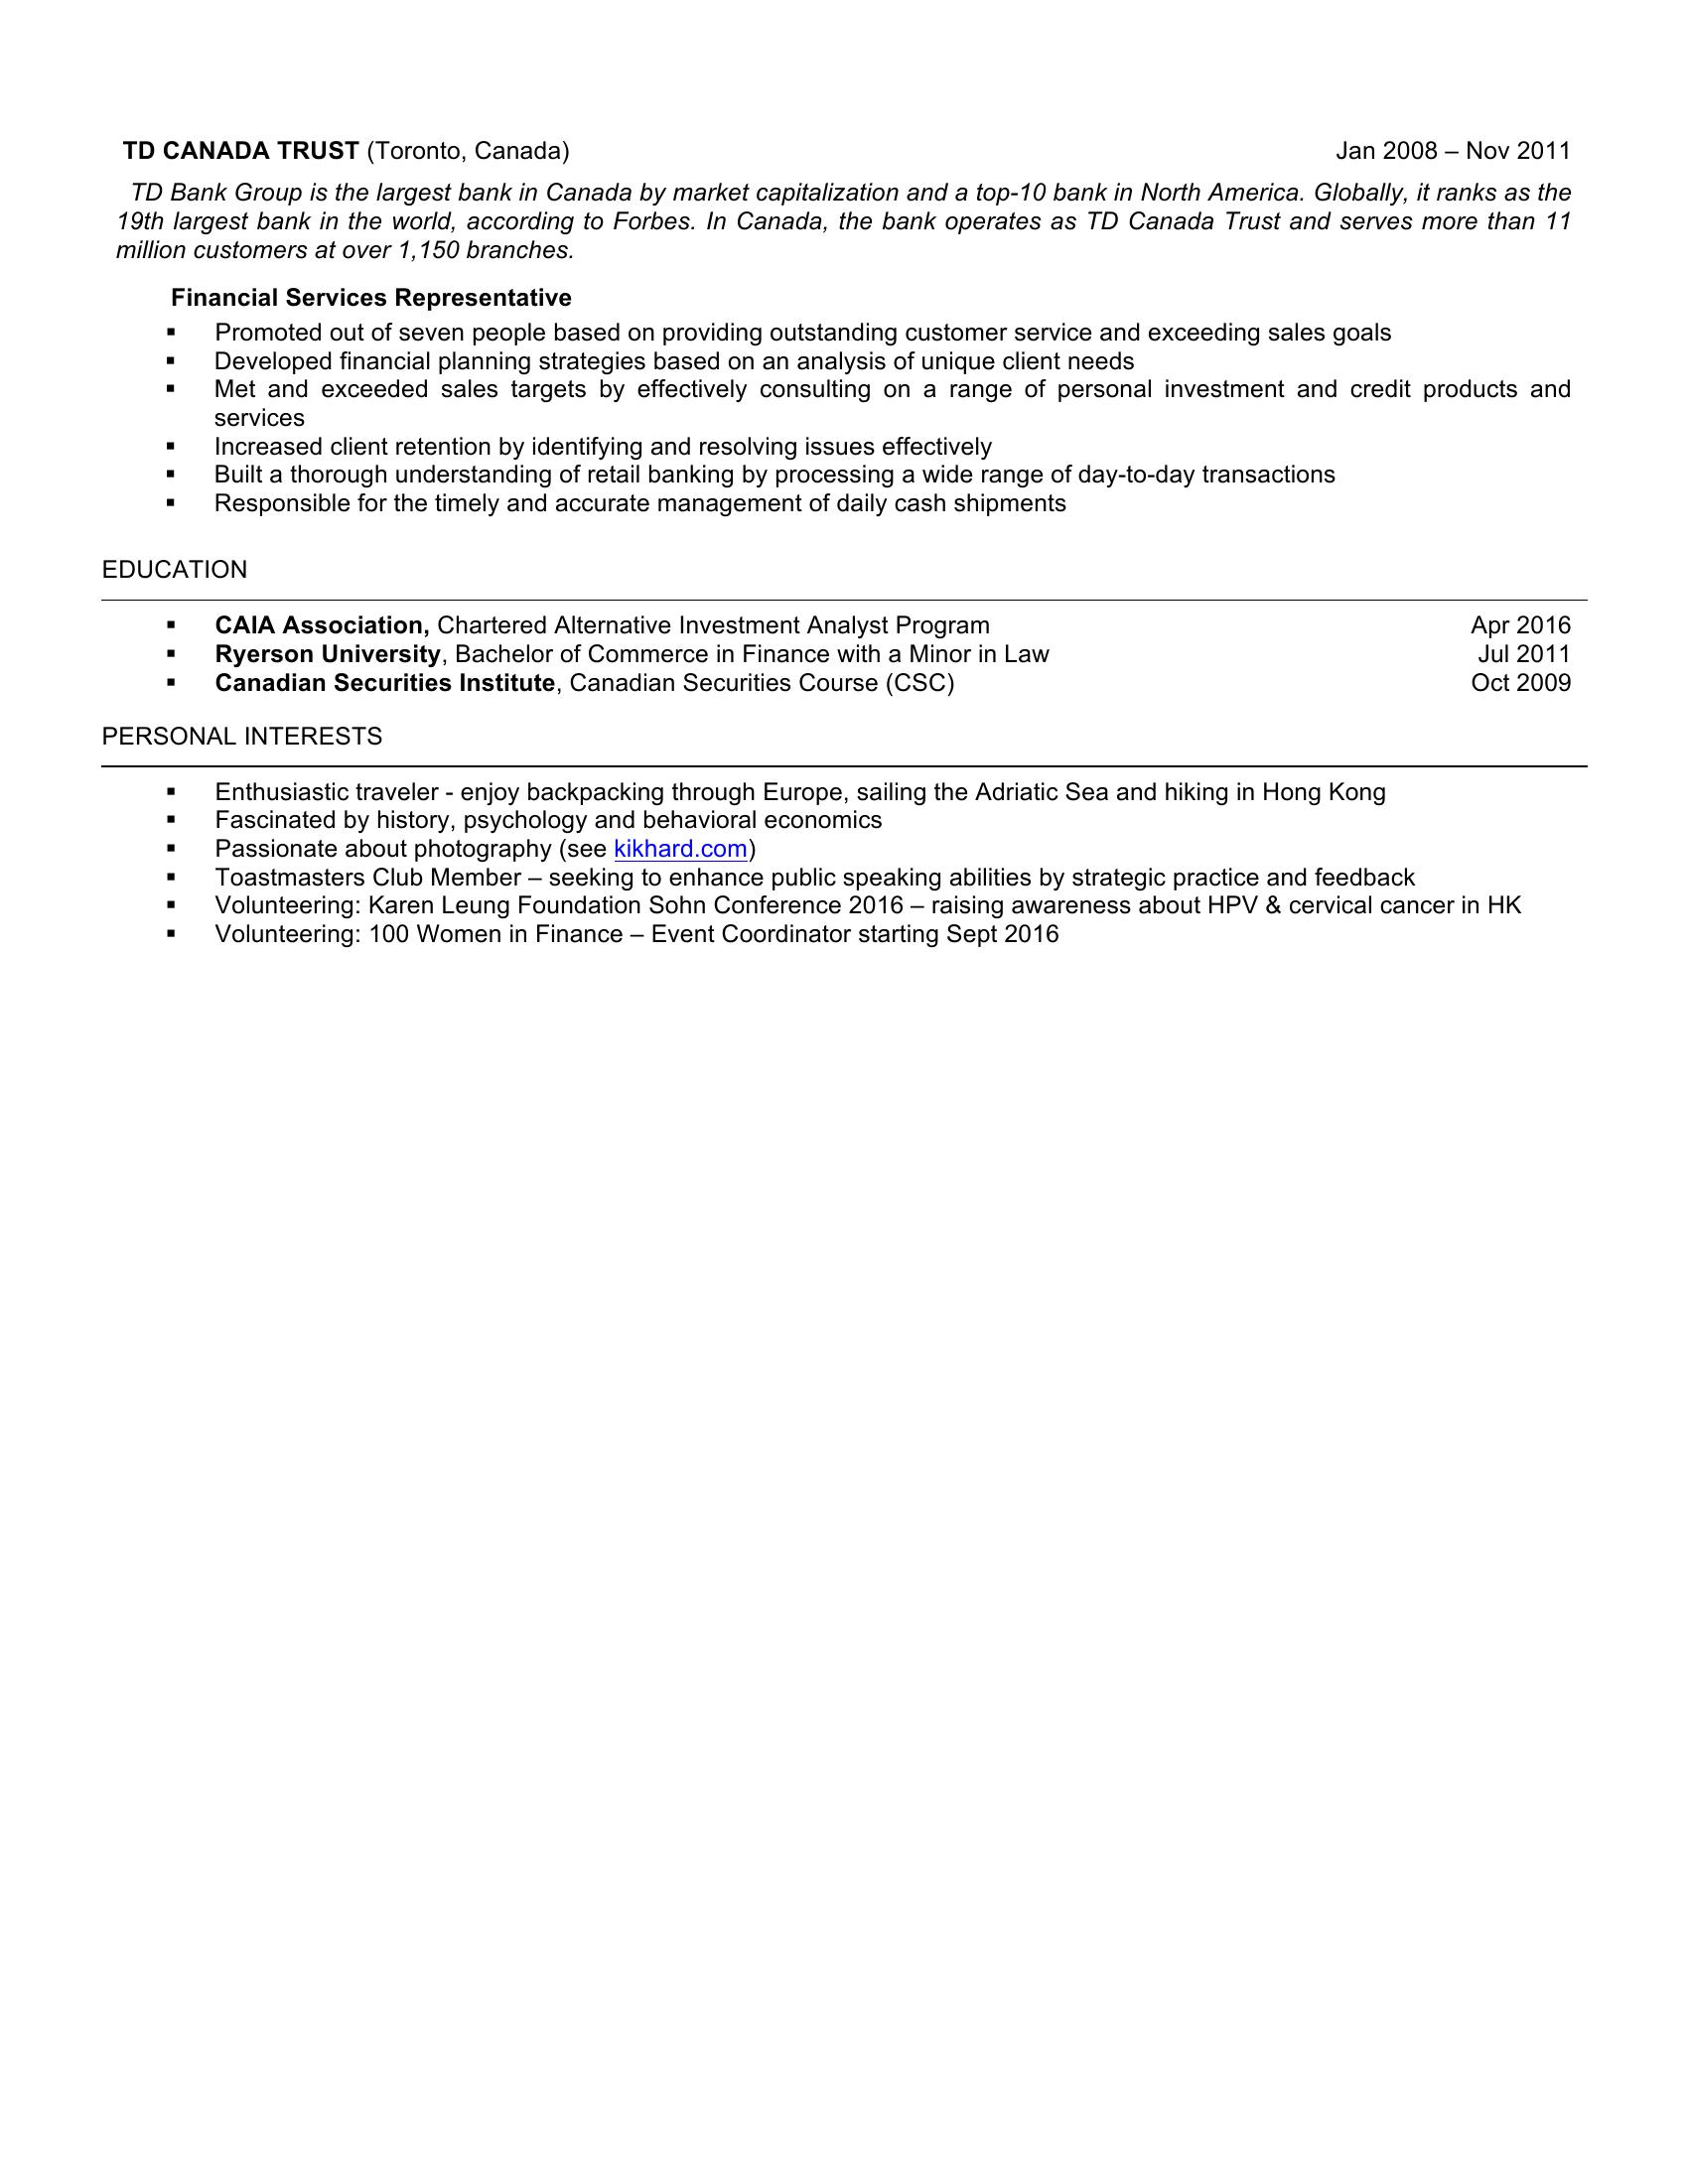 TD CANADA TRUST (Toronto, Canada) Jan 2008 – Nov 2011
TD Bank Group is the largest bank in Canada by market capitalization and a top-10 bank in North America. Globally, it ranks as the
19th largest bank in the world, according to Forbes. In Canada, the bank operates as TD Canada Trust and serves more than 11
million customers at over 1,150 branches.
Financial Services Representative
▪ Promoted out of seven people based on providing outstanding customer service and exceeding sales goals
▪ Developed financial planning strategies based on an analysis of unique client needs
▪ Met and exceeded sales targets by effectively consulting on a range of personal investment and credit products and
services
▪ Increased client retention by identifying and resolving issues effectively
▪ Built a thorough understanding of retail banking by processing a wide range of day-to-day transactions
▪ Responsible for the timely and accurate management of daily cash shipments
EDUCATION
▪ CAIA Association, Chartered Alternative Investment Analyst Program Apr 2016
▪ Ryerson University, Bachelor of Commerce in Finance with a Minor in Law Jul 2011
▪ Canadian Securities Institute, Canadian Securities Course (CSC) Oct 2009
PERSONAL INTERESTS
▪ Enthusiastic traveler - enjoy backpacking through Europe, sailing the Adriatic Sea and hiking in Hong Kong
▪ Fascinated by history, psychology and behavioral economics
▪ Passionate about photography (see kikhard.com)
▪ Toastmasters Club Member – seeking to enhance public speaking abilities by strategic practice and feedback
▪ Volunteering: Karen Leung Foundation Sohn Conference 2016 – raising awareness about HPV & cervical cancer in HK
▪ Volunteering: 100 Women in Finance – Event Coordinator starting Sept 2016